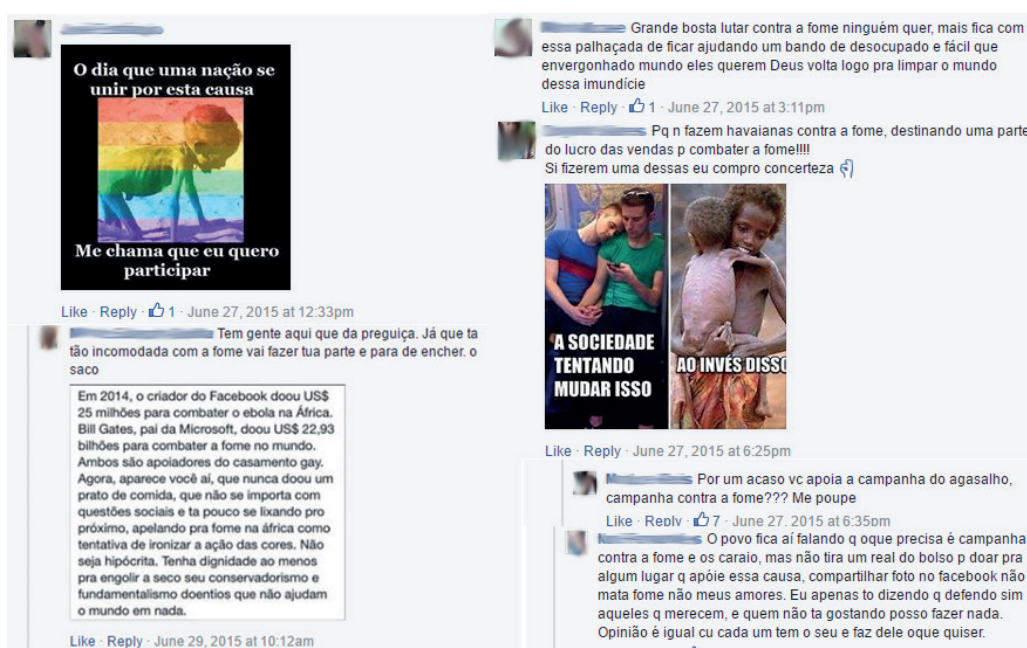 O dia que uma nação se
unir por esta causa
Me chama que eu quero
participar
Like · Reply · 1 · June 27, 2015 at 12:33pm
Tem gente aqui que da preguiça. Já que ta
tão incomodada com a fome vai fazer tua parte e para de encher. o
saco
Em 2014, o criador do Facebook doou US$
25 milhões para combater o ebola na África.
Bill Gates, pai da Microsoft, doou US$ 22,93
bilhões para combater a fome no mundo.
Ambos são apoiadores do casamento gay.
Agora, aparece você aí, que nunca doou um
prato de comida, que não se importa com
questões sociais e ta pouco se lixando pro
próximo, apelando pra fome na áfrica como
tentativa de ironizar a ação das cores. Não
seja hipócrita. Tenha dignidade ao menos
pra engolir a seco seu conservadorismo e
fundamentalismo doentios que não ajudam
o mundo em nada.
Like · Reply · June 29, 2015 at 10:12am
Grande bosta lutar contra a fome ninguém quer, mais fica com
essa palhaçada de ficar ajudando um bando de desocupado e fácil que
envergonhado mundo eles querem Deus volta logo pra limpar o mundo
dessa imundície
Like · Reply · 1 · June 27, 2015 at 3:11pm
Pq n fazem havaianas contra a fome, destinando uma parte
do lucro das vendas p combater a fome!!!!
Si fizerem uma dessas eu compro concerteza
A SOCIEDADE
TENTANDO
MUDAR ISSO
AO INVÉS DISSO
Like · Reply · June 27, 2015 at 6:25pm
Por um acaso vc apoia a campanha do agasalho,
campanha contra a fome??? Me poupe
Like · Reply · 7 · June 27, 2015 at 6:35pm
O povo fica aí falando q oque precisa é campanha
contra a fome e os caraio, mas não tira um real do bolso p doar pra
algum lugar q apóie essa causa, compartilhar foto no facebook não
mata fome não meus amores. Eu apenas to dizendo q defendo sim
aqueles q merecem, e quem não ta gostando posso fazer nada.
Opinião é igual cu cada um tem o seu e faz dele oque quiser.